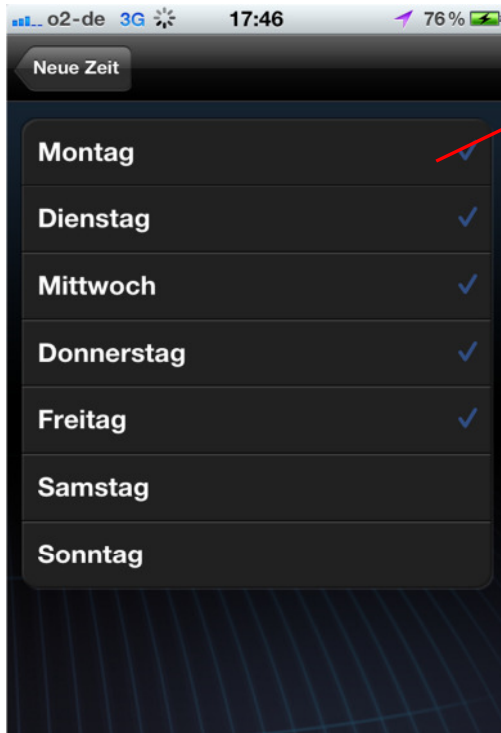 o2-de 3G 17:46 76%
Neue Zeit
Montag
Dienstag
Mittwoch
Donnerstag
Freitag
Samstag
Sonntag